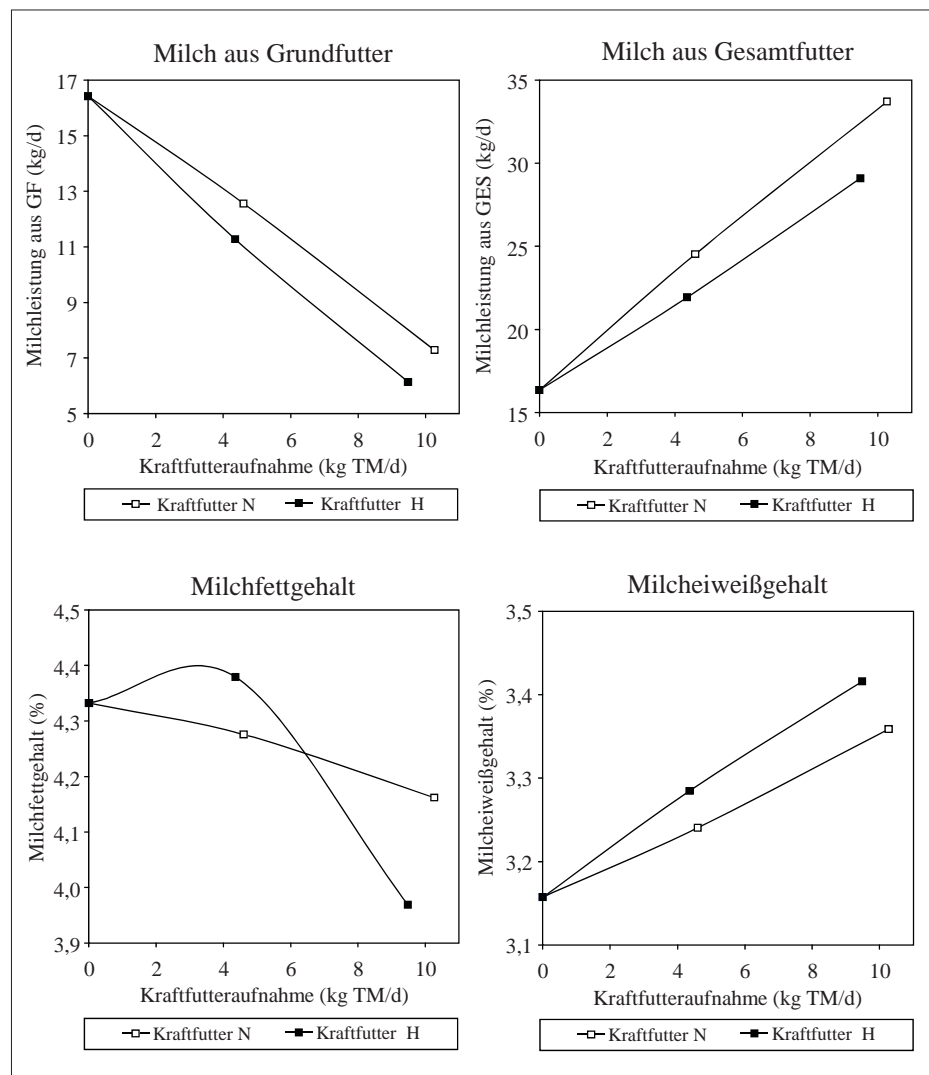 Milch aus Grundfutter
Milchleistung aus GF (kg/d)
17
15
13
11
9
7
5
0 2 4 6 8 10
Kraftfutteraufnahme (kg TM/d)
Kraftfutter N Kraftfutter H
Milch aus Gesamtfutter
Milchleistung aus GES (kg/d)
35
30
25
20
15
0 2 4 6 8 10
Kraftfutteraufnahme (kg TM/d)
Kraftfutter N Kraftfutter H
Milchfettgehalt
Milchfettgehalt (%)
4,5
4,4
4,3
4,2
4,1
4,0
3,9
0 2 4 6 8 10
Kraftfutteraufnahme (kg TM/d)
Kraftfutter N Kraftfutter H
Milcheiweißgehalt
Milcheiweißgehalt (%)
3,5
3,4
3,3
3,2
3,1
0 2 4 6 8 10
Kraftfutteraufnahme (kg TM/d)
Kraftfutter N Kraftfutter H